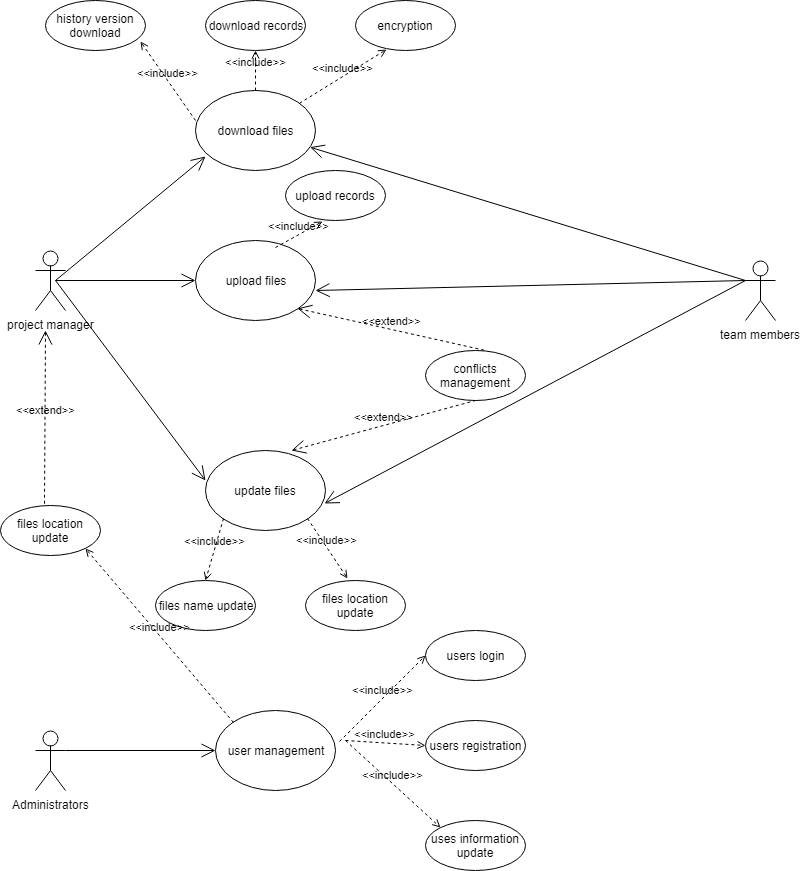 history version
download
download records
encryption
<<include>>
<<include>>
<<include>>
download files
upload records
<<include>>
upload files
project manager
team members
<<extend>>
conflicts
management
<<extend>>
<<extend>>
update files
files location
update
<<include>>
<<include>>
files name update
files location
update
<<include>>
users login
<<include>>
<<include>>
users registration
user management
<<include>>
Administrators
uses information
update